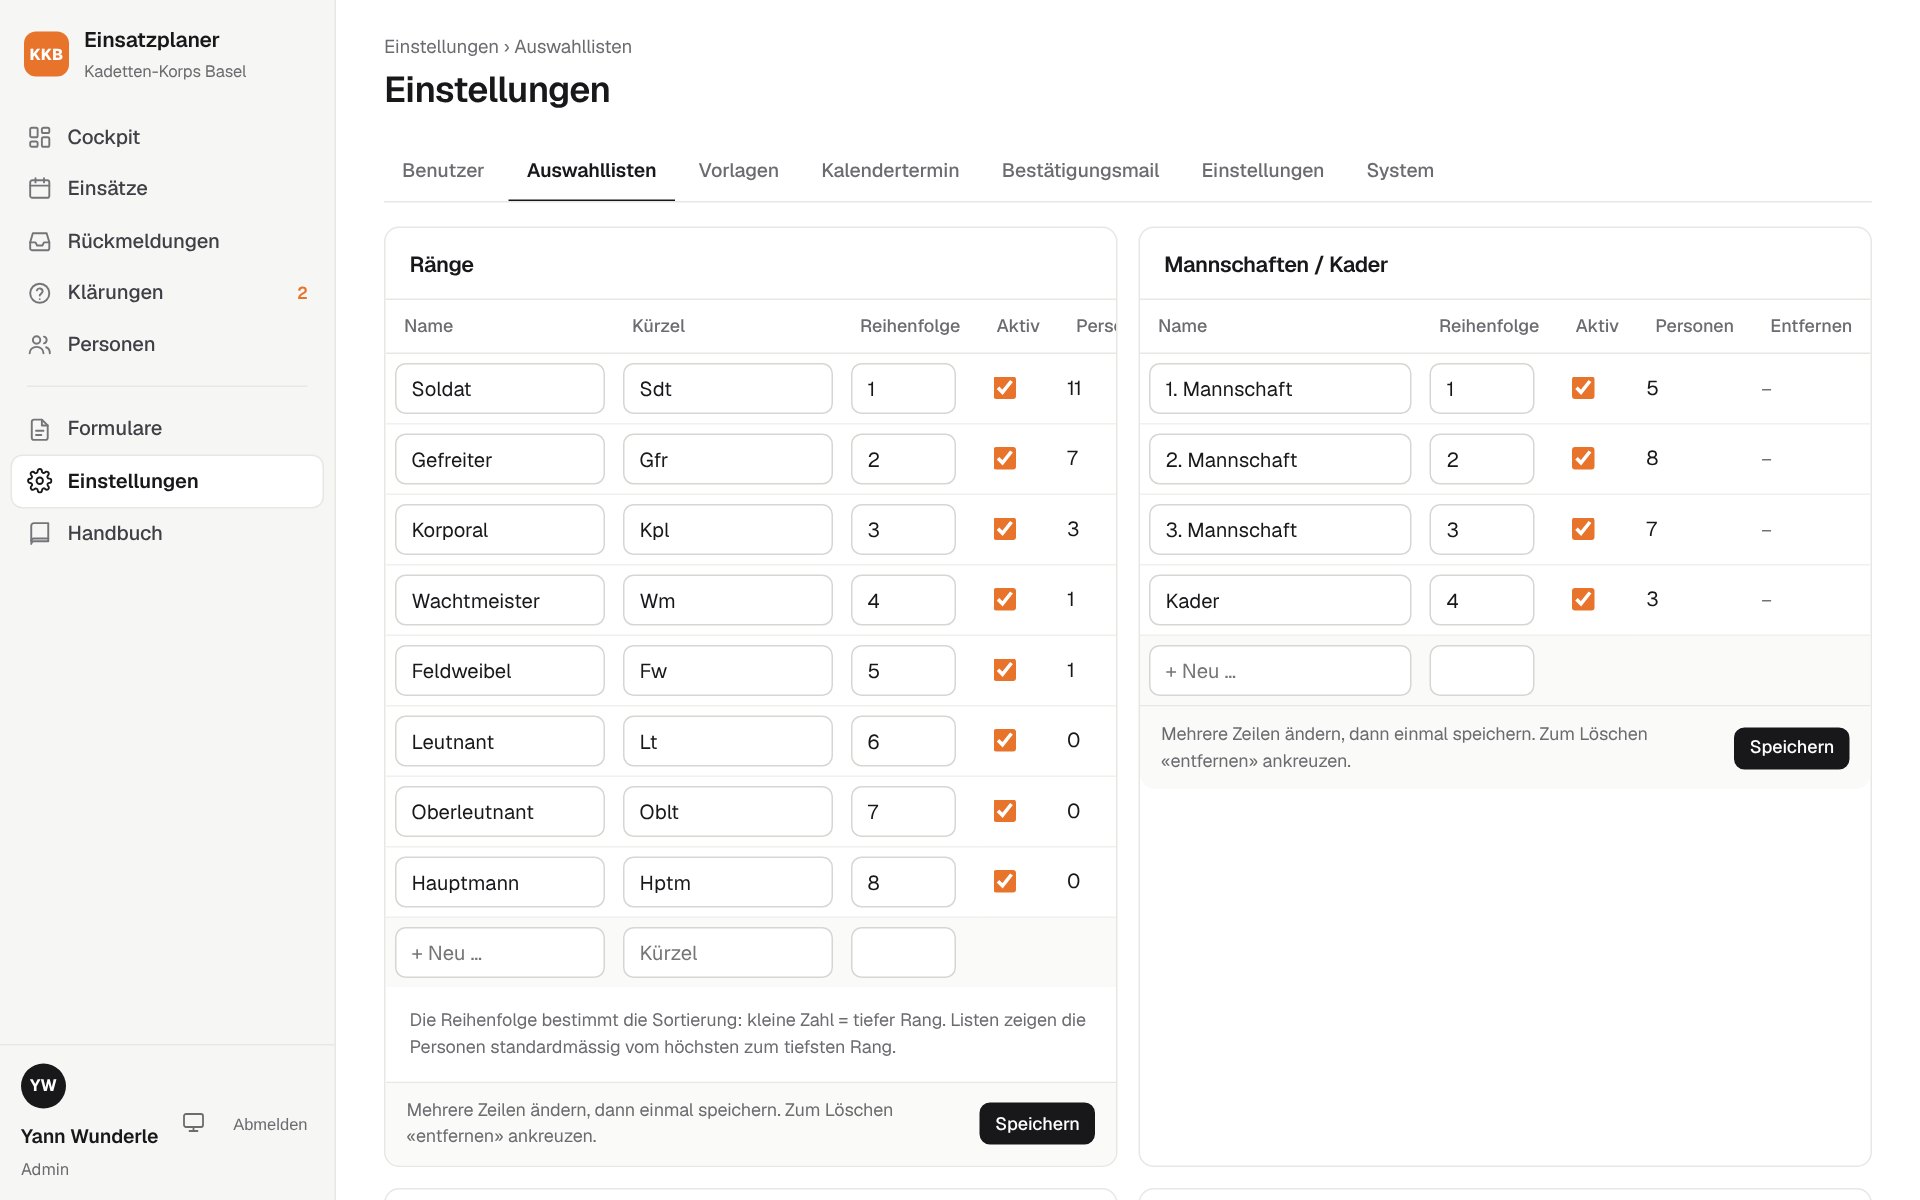 KKB
Einsatzplaner
Kadetten-Korps Basel
Cockpit
Einsätze
Rückmeldungen
Klärungen 2
Personen
Formulare
Einstellungen
Handbuch
YW
Yann Wunderle
Admin
Abmelden
Einstellungen › Auswahllisten
Einstellungen
Benutzer Auswahllisten Vorlagen Kalendertermin Bestätigungsmail Einstellungen System
Ränge
Name Kürzel Reihenfolge Aktiv Perso
Soldat Sdt 1 11
Gefreiter Gfr 2 7
Korporal Kpl 3 3
Wachtmeister Wm 4 1
Feldweibel Fw 5 1
Leutnant Lt 6 0
Oberleutnant Oblt 7 0
Hauptmann Hptm 8 0
+ Neu ... Kürzel
Die Reihenfolge bestimmt die Sortierung: kleine Zahl = tiefer Rang. Listen zeigen die
Personen standardmässig vom höchsten zum tiefsten Rang.
Mehrere Zeilen ändern, dann einmal speichern. Zum Löschen
«entfernen» ankreuzen.
Speichern
Mannschaften / Kader
Name Reihenfolge Aktiv Personen Entfernen
1. Mannschaft 1 5 –
2. Mannschaft 2 8 –
3. Mannschaft 3 7 –
Kader 4 3 –
+ Neu ...
Mehrere Zeilen ändern, dann einmal speichern. Zum Löschen
«entfernen» ankreuzen.
Speichern